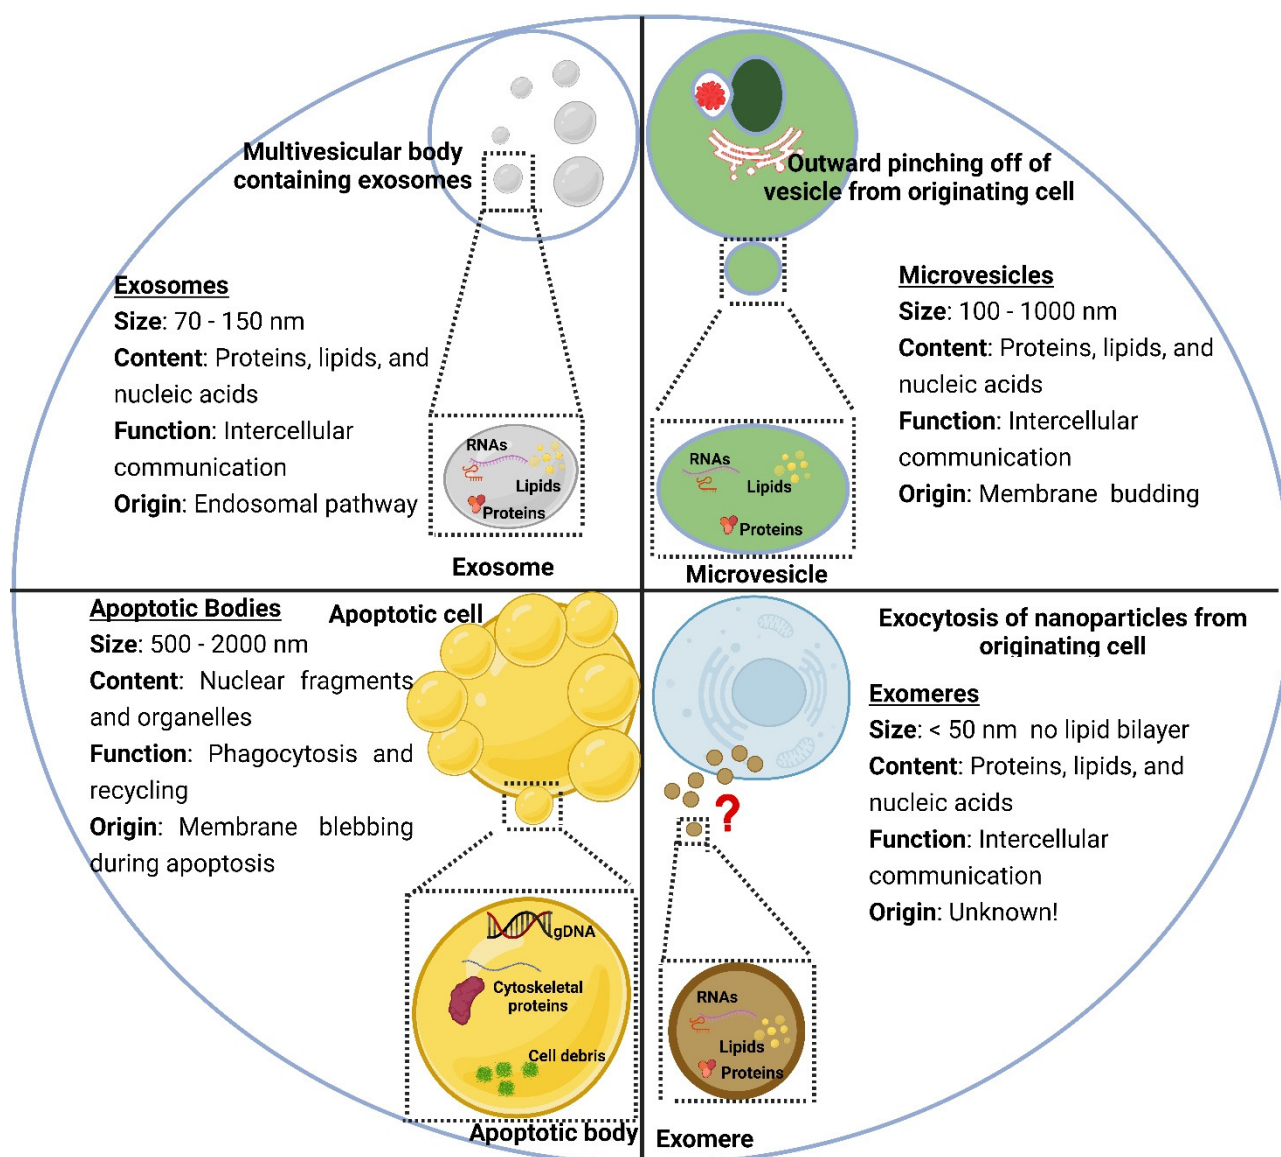 Multivesicular body
containing exosomes
Exosomes
Size: 70 - 150 nm
Content: Proteins, lipids, and
nucleic acids
Function: Intercellular
communication
Origin: Endosomal pathway
RNAs
Lipids
Proteins
Exosome
Outward pinching off of
vesicle from originating cell
Microvesicles
Size: 100 - 1000 nm
Content: Proteins, lipids, and
nucleic acids
Function: Intercellular
communication
Origin: Membrane budding
RNAs
Lipids
Proteins
Microvesicle
Apoptotic Bodies
Size: 500 - 2000 nm
Content: Nuclear fragments
and organelles
Function: Phagocytosis and
recycling
Origin: Membrane blebbing
during apoptosis
Apoptotic cell
gDNA
Cytoskeletal
proteins
Cell debris
Apoptotic body
Exocytosis of nanoparticles from
originating cell
Exomeres
Size: < 50 nm no lipid bilayer
Content: Proteins, lipids, and
nucleic acids
Function: Intercellular
communication
Origin: Unknown!
?
RNAs
Lipids
Proteins
Exomere